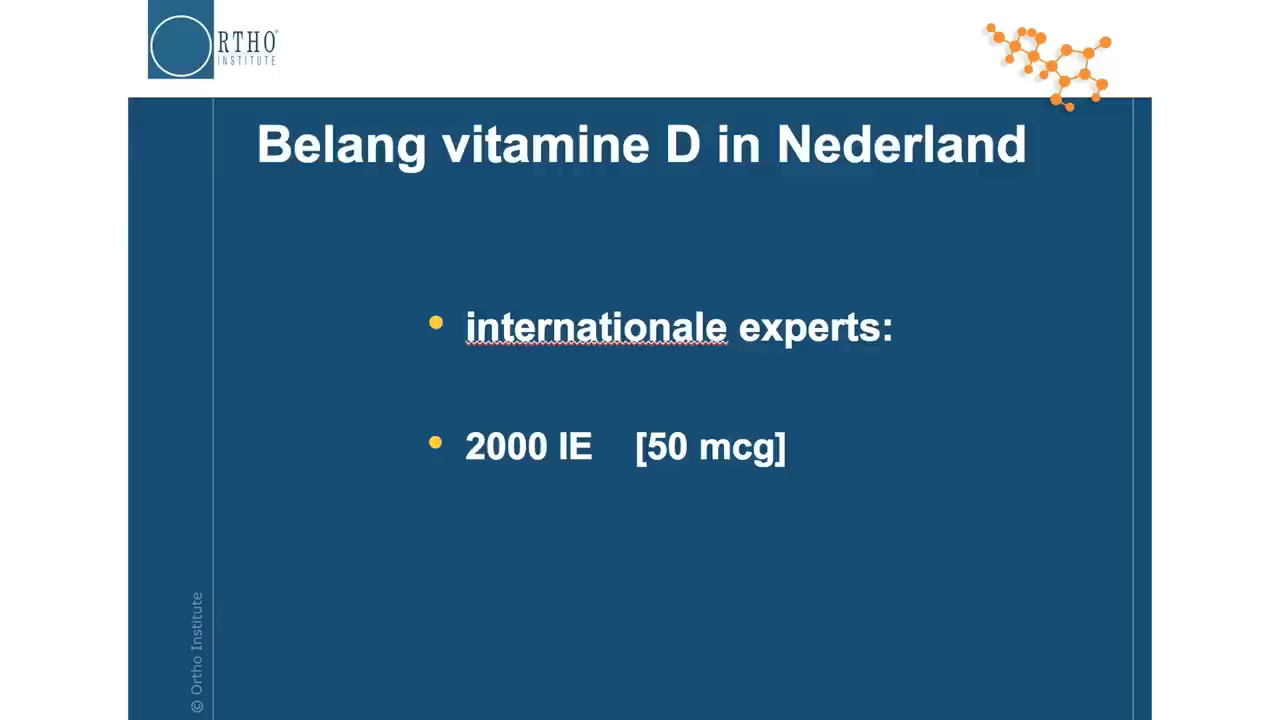 ORTHO
INSTITUTE
Belang vitamine D in Nederland
• internationale experts:
• 2000 IE [50 mcg]
© Ortho Institute